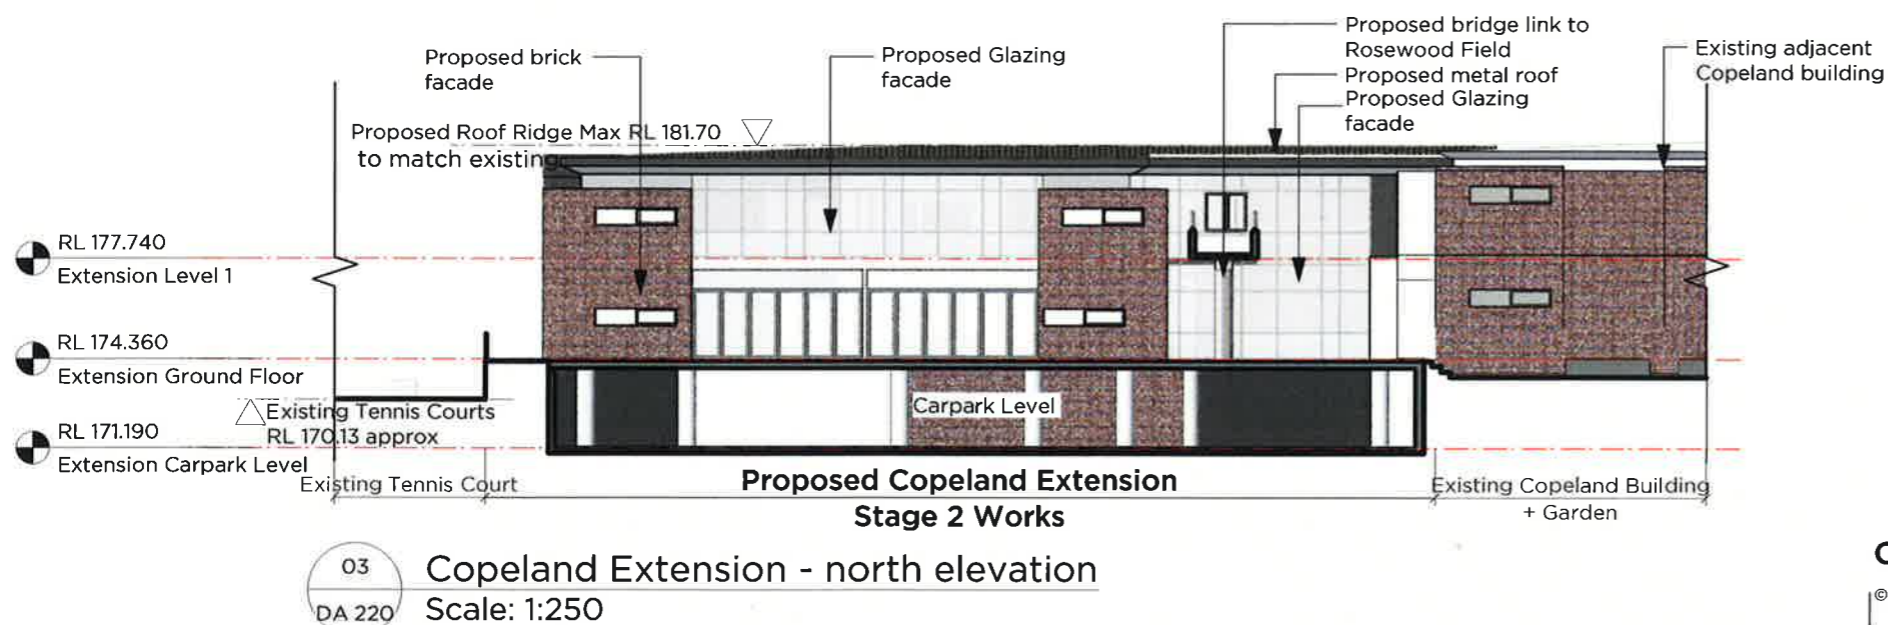 Proposed bridge link to
Rosewood Field
Proposed brick
facade
Proposed Glazing
facade
Existing adjacent
Copeland building
Proposed metal roof
Proposed Glazing
facade
Proposed Roof Ridge Max RL 181.70
to match existing
RL 177.740
Extension Level 1
RL 174.360
Extension Ground Floor
Existing Tennis Courts
RL 170.13 approx
Carpark Level
RL 171.190
Extension Carpark Level
Existing Tennis Court
Proposed Copeland Extension
Stage 2 Works
Existing Copeland Building
+ Garden
03
DA 220
Copeland Extension - north elevation
Scale: 1:250
©